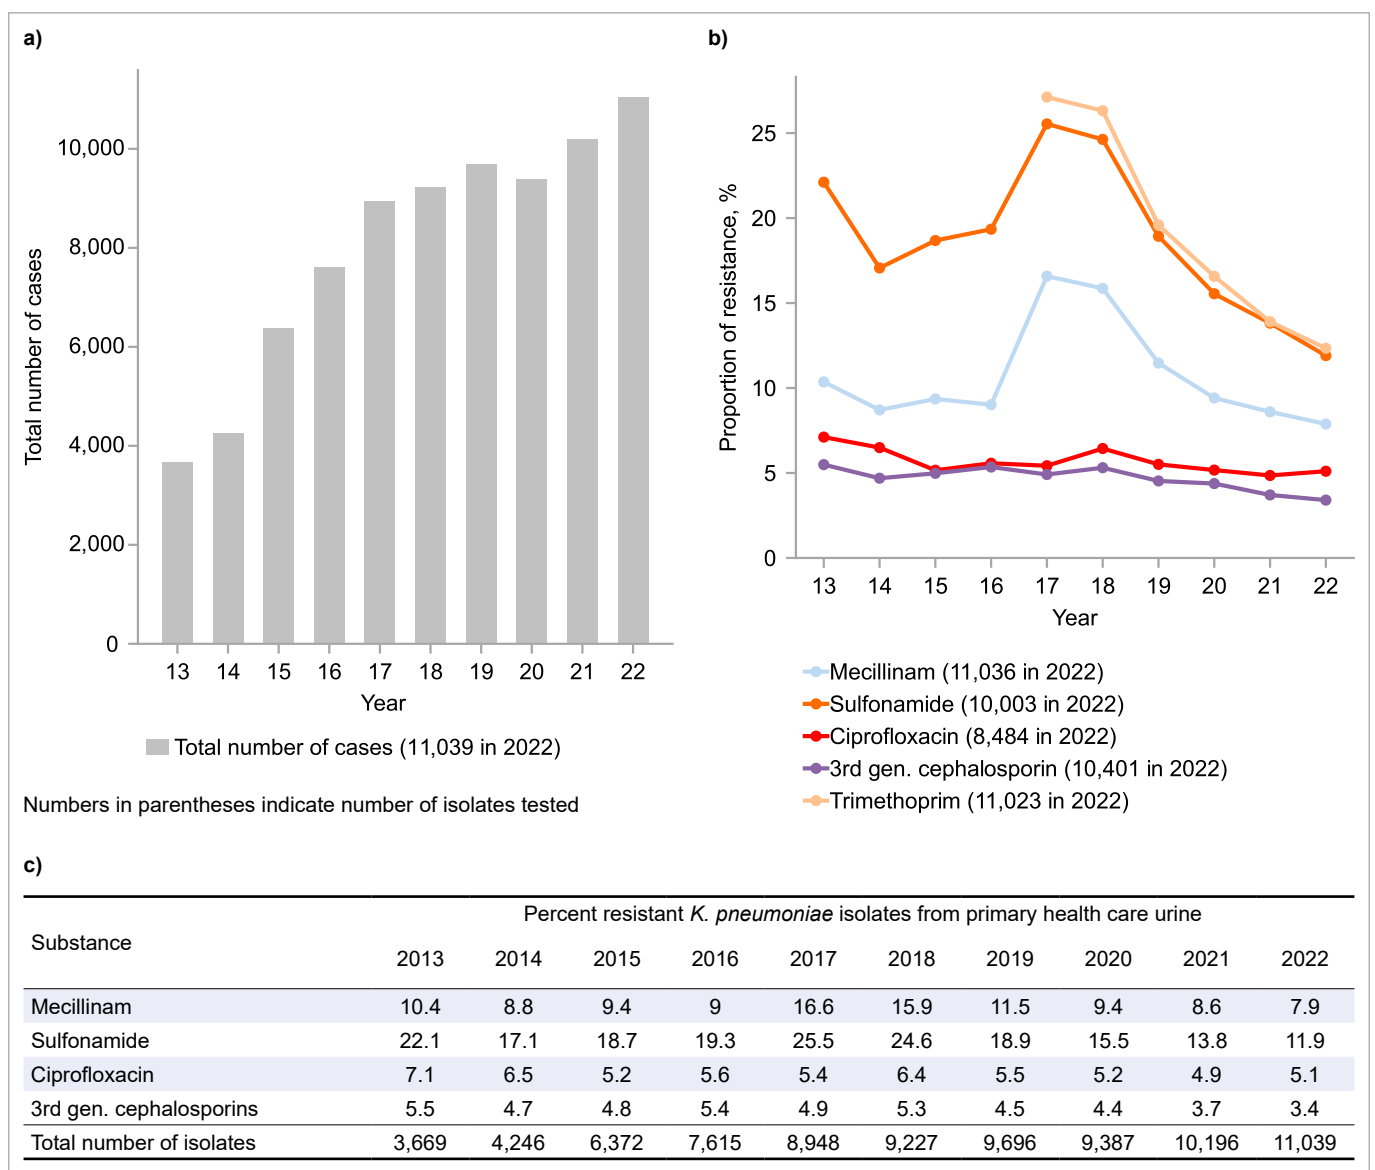 a)
Total number of cases
10,000
8,000
6,000
4,000
2,000
0
13 14 15 16 17 18 19 20 21 22
Year
Total number of cases (11,039 in 2022)
Numbers in parentheses indicate number of isolates tested
b)
Proportion of resistance, %
25
20
15
10
5
0
13 14 15 16 17 18 19 20 21 22
Year
Mecillinam (11,036 in 2022)
Sulfonamide (10,003 in 2022)
Ciprofloxacin (8,484 in 2022)
3rd gen. cephalosporin (10,401 in 2022)
Trimethoprim (11,023 in 2022)
c)
Substance
Percent resistant K. pneumoniae isolates from primary health care urine
2013 2014 2015 2016 2017 2018 2019 2020 2021 2022
Mecillinam 10.4 8.8 9.4 9 16.6 15.9 11.5 9.4 8.6 7.9
Sulfonamide 22.1 17.1 18.7 19.3 25.5 24.6 18.9 15.5 13.8 11.9
Ciprofloxacin 7.1 6.5 5.2 5.6 5.4 6.4 5.5 5.2 4.9 5.1
3rd gen. cephalosporins 5.5 4.7 4.8 5.4 4.9 5.3 4.5 4.4 3.7 3.4
Total number of isolates 3,669 4,246 6,372 7,615 8,948 9,227 9,696 9,387 10,196 11,039